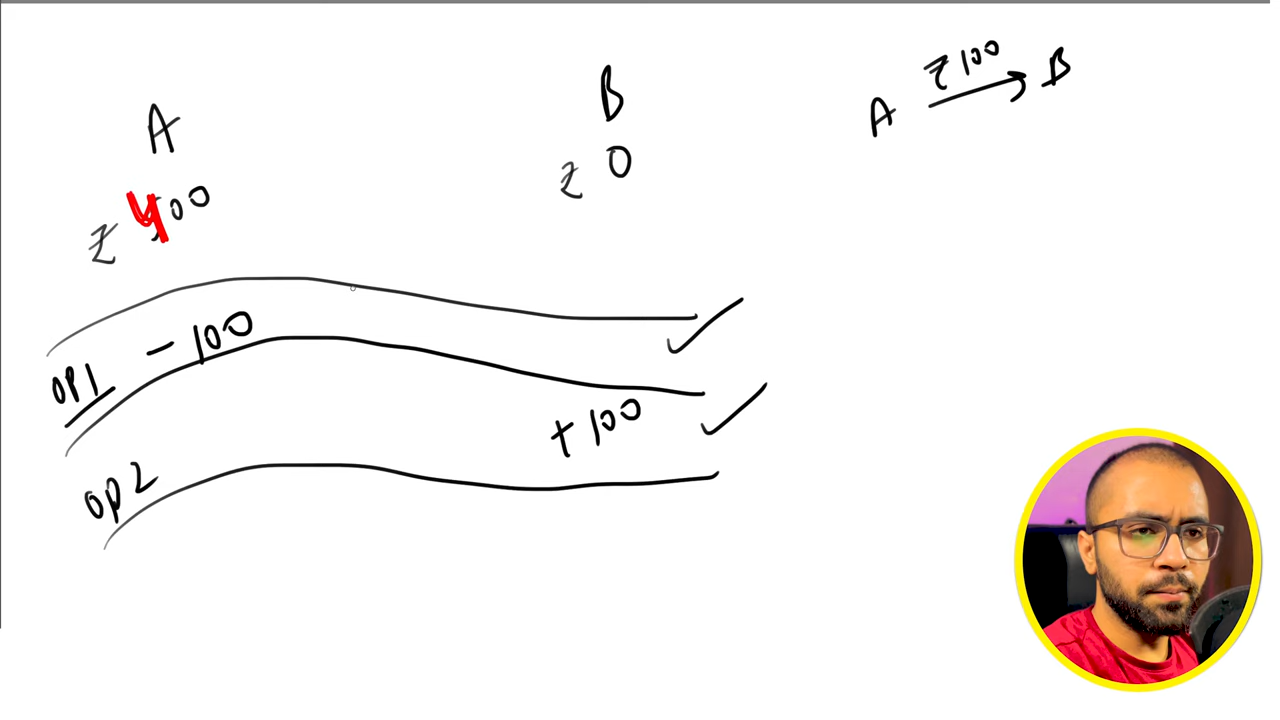 A
B
A ₹100 → B
₹ 400
₹ 0
OP1 - 100
+ 100
OP2